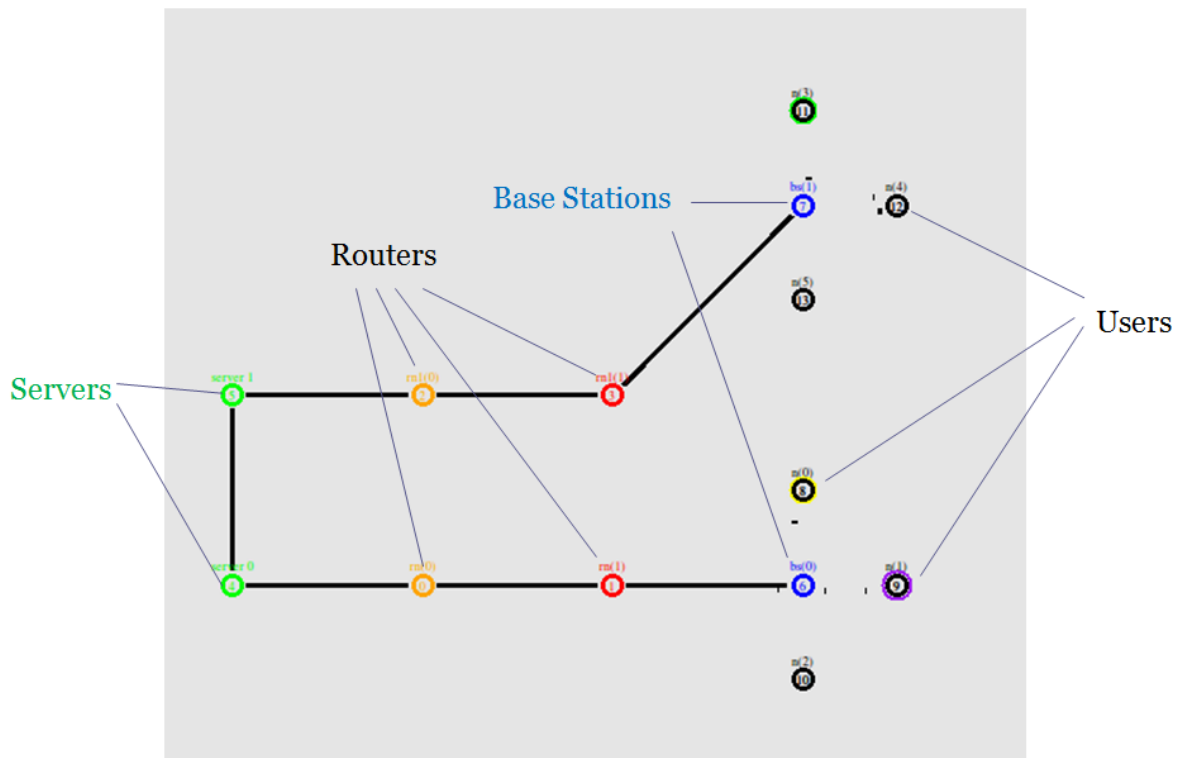 n(3)
11
bs(1)
n(4)
Base Stations
7
12
Routers
n(5)
13
Users
server 1
rn1(0)
rn1(1)
Servers
5
2
3
n(0)
8
server 0
rn(0)
rn(1)
bs(0)
n(1)
4
0
1
6
9
n(2)
10